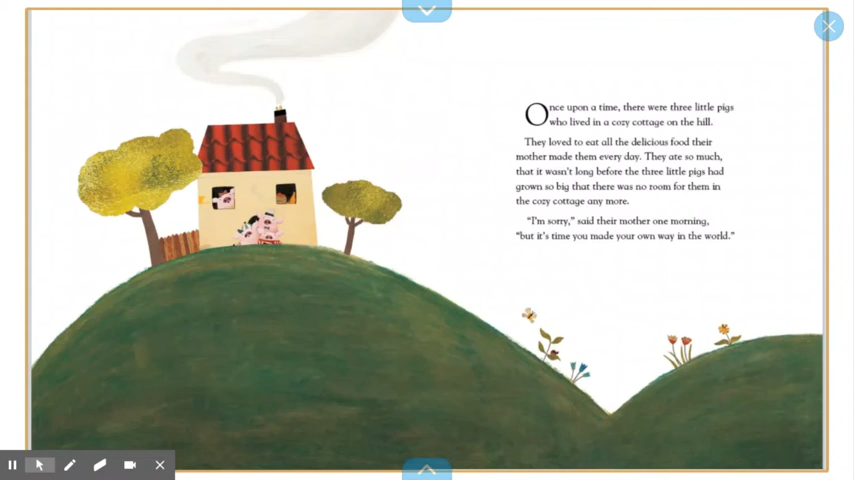 Once upon a time, there were three little pigs
who lived in a cozy cottage on the hill.
They loved to eat all the delicious food their
mother made them every day. They ate so much,
that it wasn't long before the three little pigs had
grown so big that there was no room for them in
the cozy cottage any more.
"I'm sorry," said their mother one morning,
"but it's time you made your own way in the world."